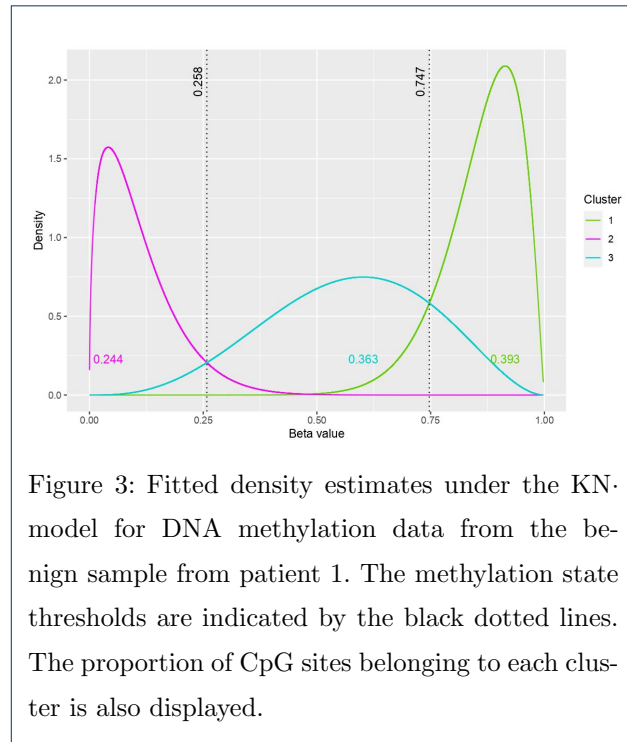 0.258
0.747
2.0
1.5
1.0
0.5
0.0
Density
0.244
0.363
0.393
0.00
0.25
0.50
0.75
1.00
Beta value
Cluster
1
2
3
Figure 3: Fitted density estimates under the KN·
model for DNA methylation data from the be-
nign sample from patient 1. The methylation state
thresholds are indicated by the black dotted lines.
The proportion of CpG sites belonging to each clus-
ter is also displayed.